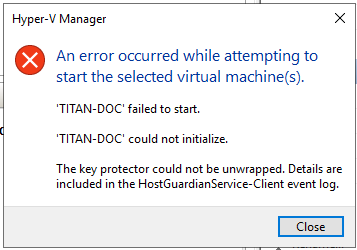 Hyper-V Manager
An error occurred while attempting to
start the selected virtual machine(s).
'TITAN-DOC' failed to start.
'TITAN-DOC' could not initialize.
The key protector could not be unwrapped. Details are
included in the HostGuardianService-Client event log.
Close